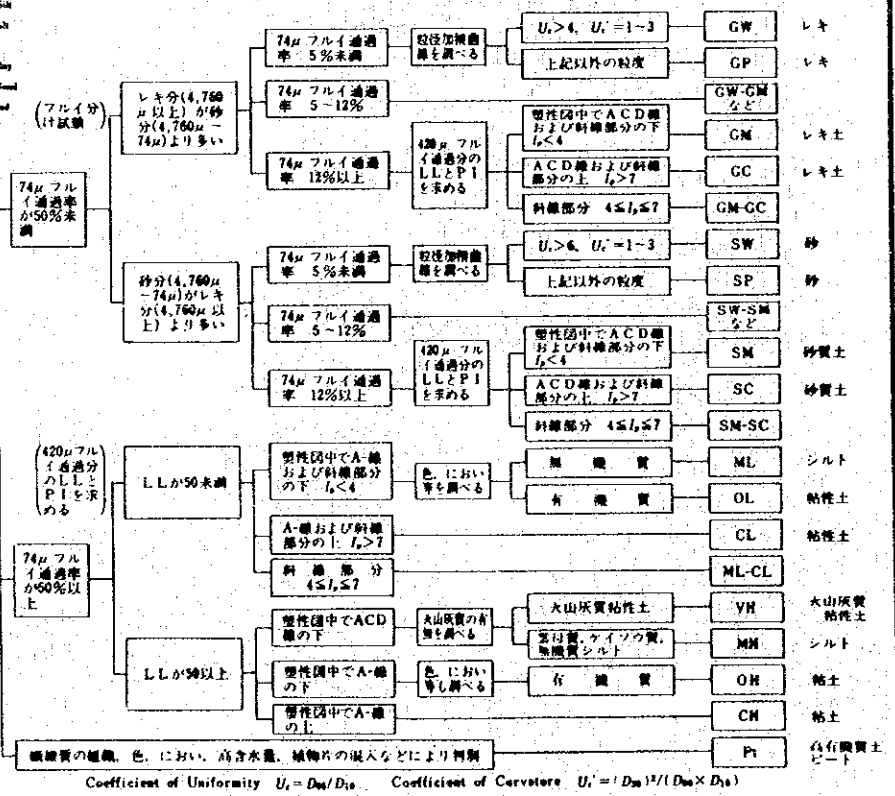 (フルイ分
け試験)
74μフル
イ通過率
が50%未
満
レキ分(4,760
μ以上)が砂
分(4,760μ~
74μ)より多い
74μ フルイ通過
率 5%未満
粒径加積曲
線を調べる
Uc>4, Uc'=1~3
GW
レキ
上記以外の粒度
GP
レキ
74μ フルイ通過
率 5~12%
GW-GM
など
74μ フルイ通過
率 12%以上
420μ フル
イ通過分の
LLとPI
を求める
塑性図中でACD線
および斜線部分の下
Ip<4
GM
レキ土
ACD線および斜線
部分の上 Ip>7
GC
レキ土
斜線部分 4≦Ip≦7
GM-GC
砂分(4,760μ
~74μ)がレキ
分(4,760μ以
上)より多い
74μ フルイ通過
率 5%未満
粒径加積曲
線を調べる
Uc>6, Uc'=1~3
SW
砂
上記以外の粒度
SP
砂
74μ フルイ通過
率 5~12%
SW-SM
など
74μ フルイ通過
率 12%以上
420μ フル
イ通過分の
LLとPI
を求める
塑性図中でACD線
および斜線部分の下
Ip<4
SM
砂質土
ACD線および斜線
部分の上 Ip>7
SC
砂質土
斜線部分 4≦Ip≦7
SM-SC
(420μフル
イ通過分
のLLと
PIを求
める)
74μフル
イ通過率
が50%以
上
LLが50未満
塑性図中でA-線
および斜線部分
の下 Ip<4
色, におい
等を調べる
無機質
ML
シルト
有機質
OL
粘性土
A-線および斜線
部分の上 Ip>7
CL
粘性土
斜線部分
4≦Ip≦7
ML-CL
LLが50以上
塑性図中でACD
線の下
火山灰質の有
無を調べる
火山灰質粘性土
VH
火山灰質
粘性土
雲母質, ケイソウ質,
無機質シルト
MH
シルト
塑性図中でA-線
の下
色, におい
等も調べる
有機質
OH
粘土
塑性図中でA-線
の上
CH
粘土
繊維質の組織, 色, におい, 高含水量, 植物片の混入などにより判別
Pt
高有機質土
ピート
Coefficient of Uniformity Uc=D60/D10 Coefficient of Curvature Uc'=(D30)²/(D60×D10)